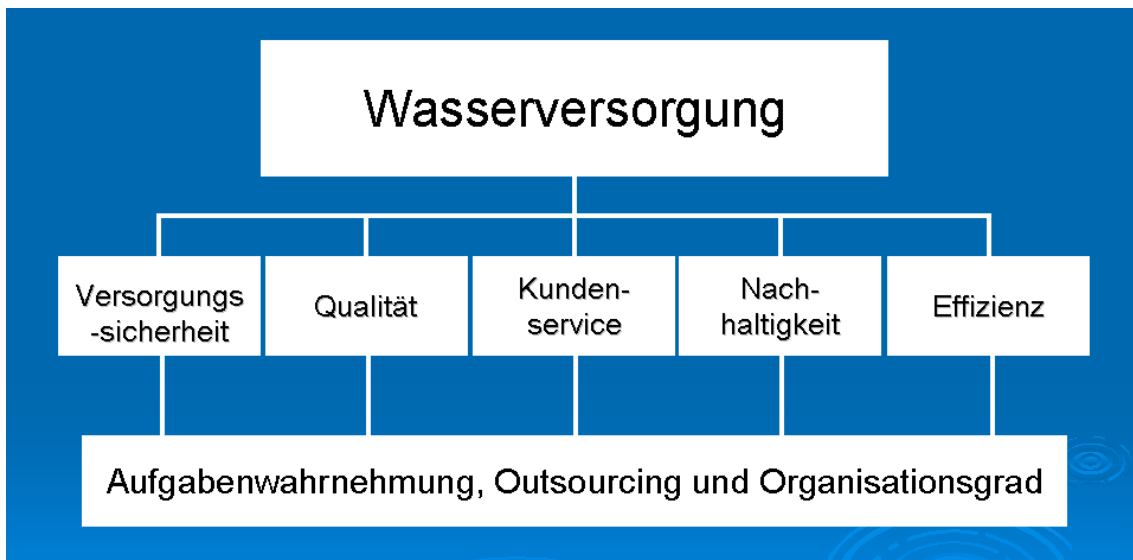 Wasserversorgung
Versorgungs
-sicherheit
Qualität
Kunden-
service
Nach-
haltigkeit
Effizienz
Aufgabenwahrnehmung, Outsourcing und Organisationsgrad